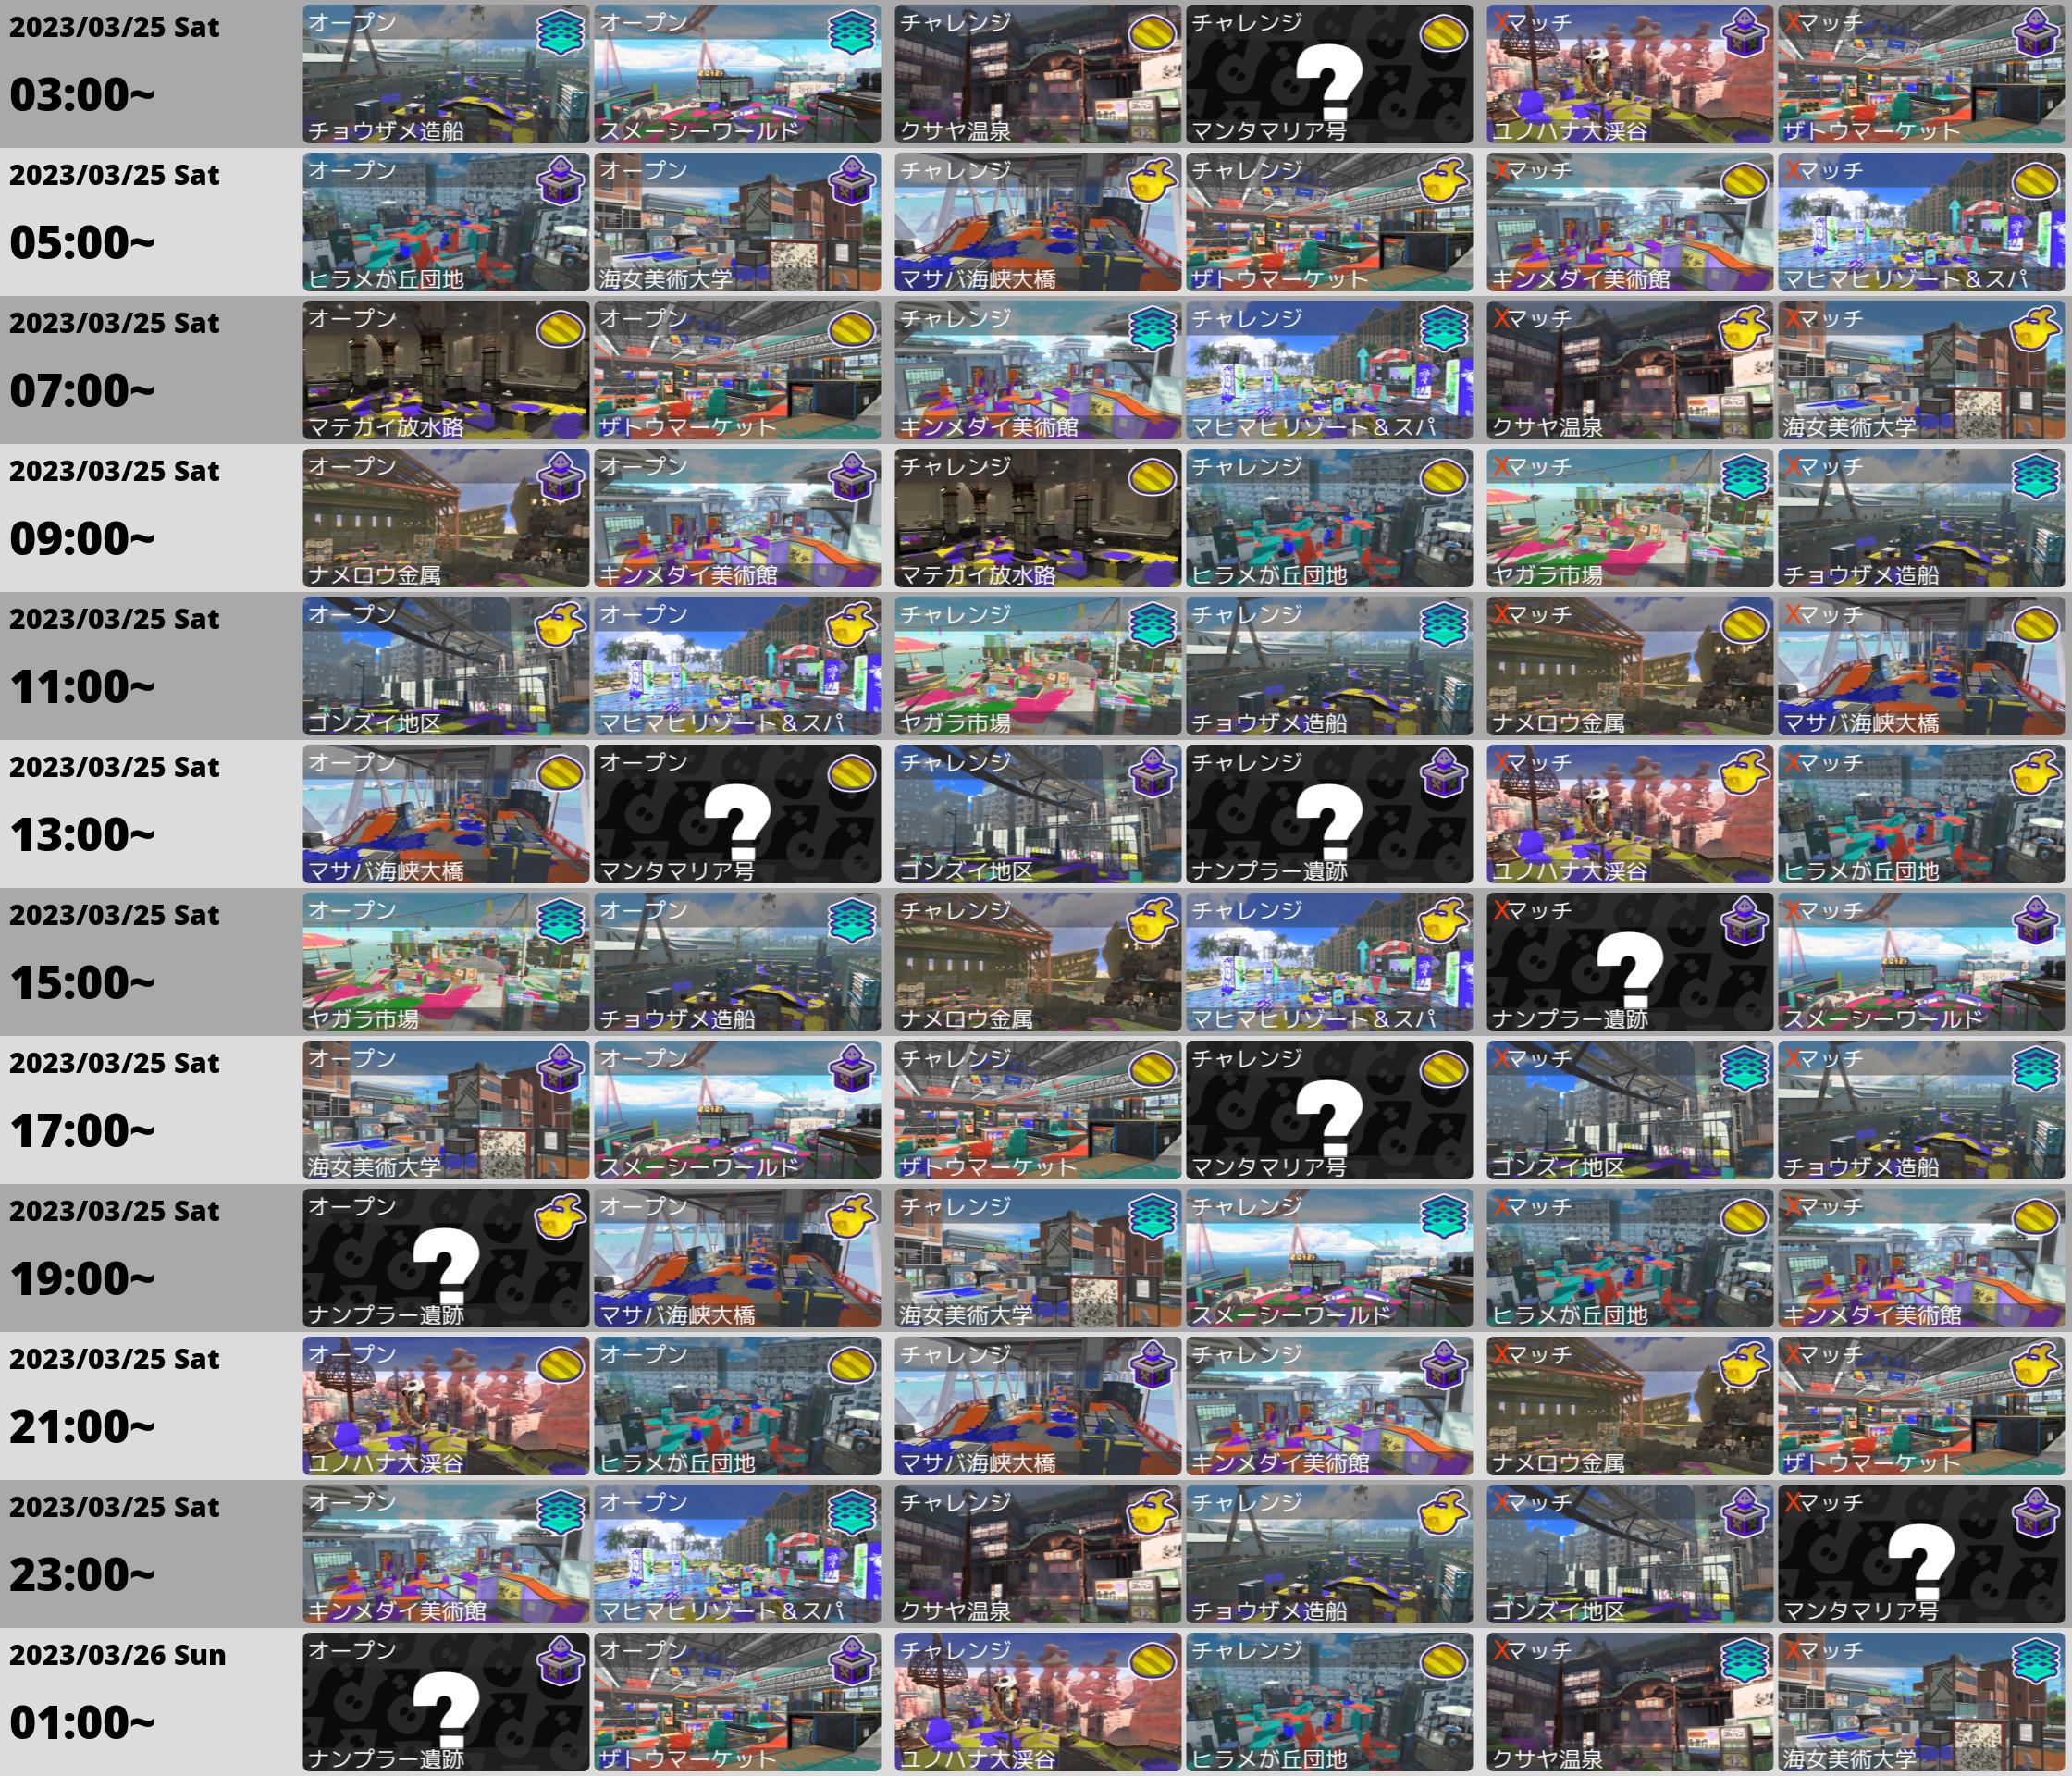 2023/03/25 Sat
03:00~
オープン
チョウザメ造船
オープン
スメーシーワールド
チャレンジ
クサヤ温泉
チャレンジ
マンタマリア号
Xマッチ
ユノハナ大渓谷
Xマッチ
ザトウマーケット
2023/03/25 Sat
05:00~
オープン
ヒラメが丘団地
オープン
海女美術大学
チャレンジ
マサバ海峡大橋
チャレンジ
ザトウマーケット
Xマッチ
キンメダイ美術館
Xマッチ
マヒマヒリゾート＆スパ
2023/03/25 Sat
07:00~
オープン
マテガイ放水路
オープン
ザトウマーケット
チャレンジ
キンメダイ美術館
チャレンジ
マヒマヒリゾート＆スパ
Xマッチ
クサヤ温泉
Xマッチ
海女美術大学
2023/03/25 Sat
09:00~
オープン
ナメロウ金属
オープン
キンメダイ美術館
チャレンジ
マテガイ放水路
チャレンジ
ヒラメが丘団地
Xマッチ
ヤガラ市場
Xマッチ
チョウザメ造船
2023/03/25 Sat
11:00~
オープン
ゴンズイ地区
オープン
マヒマヒリゾート＆スパ
チャレンジ
ヤガラ市場
チャレンジ
チョウザメ造船
Xマッチ
ナメロウ金属
Xマッチ
マサバ海峡大橋
2023/03/25 Sat
13:00~
オープン
マサバ海峡大橋
オープン
マンタマリア号
チャレンジ
ゴンズイ地区
チャレンジ
ナンプラー遺跡
Xマッチ
ユノハナ大渓谷
Xマッチ
ヒラメが丘団地
2023/03/25 Sat
15:00~
オープン
ヤガラ市場
オープン
チョウザメ造船
チャレンジ
ナメロウ金属
チャレンジ
マヒマヒリゾート＆スパ
Xマッチ
ナンプラー遺跡
Xマッチ
スメーシーワールド
2023/03/25 Sat
17:00~
オープン
海女美術大学
オープン
スメーシーワールド
チャレンジ
ザトウマーケット
チャレンジ
マンタマリア号
Xマッチ
ゴンズイ地区
Xマッチ
チョウザメ造船
2023/03/25 Sat
19:00~
オープン
ナンプラー遺跡
オープン
マサバ海峡大橋
チャレンジ
海女美術大学
チャレンジ
スメーシーワールド
Xマッチ
ヒラメが丘団地
Xマッチ
キンメダイ美術館
2023/03/25 Sat
21:00~
オープン
ユノハナ大渓谷
オープン
ヒラメが丘団地
チャレンジ
マサバ海峡大橋
チャレンジ
キンメダイ美術館
Xマッチ
ナメロウ金属
Xマッチ
ザトウマーケット
2023/03/25 Sat
23:00~
オープン
キンメダイ美術館
オープン
マヒマヒリゾート＆スパ
チャレンジ
クサヤ温泉
チャレンジ
チョウザメ造船
Xマッチ
ゴンズイ地区
Xマッチ
マンタマリア号
2023/03/26 Sun
01:00~
オープン
ナンプラー遺跡
オープン
ザトウマーケット
チャレンジ
ユノハナ大渓谷
チャレンジ
ヒラメが丘団地
Xマッチ
クサヤ温泉
Xマッチ
海女美術大学